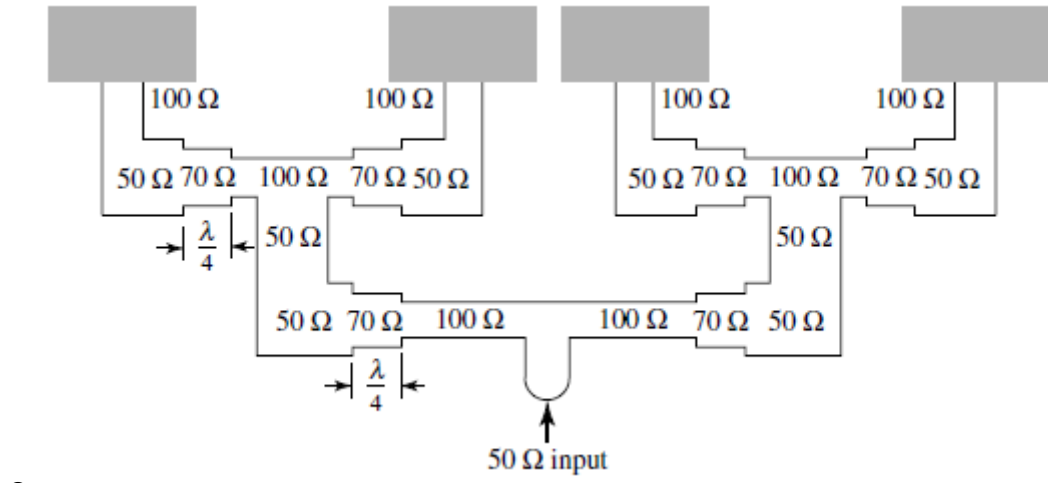 100 Ω 100 Ω 100 Ω 100 Ω
50 Ω 70 Ω 100 Ω 70 Ω 50 Ω 50 Ω 70 Ω 100 Ω 70 Ω 50 Ω
λ/4 50 Ω 50 Ω
50 Ω 70 Ω 100 Ω 100 Ω 70 Ω 50 Ω
λ/4
50 Ω input